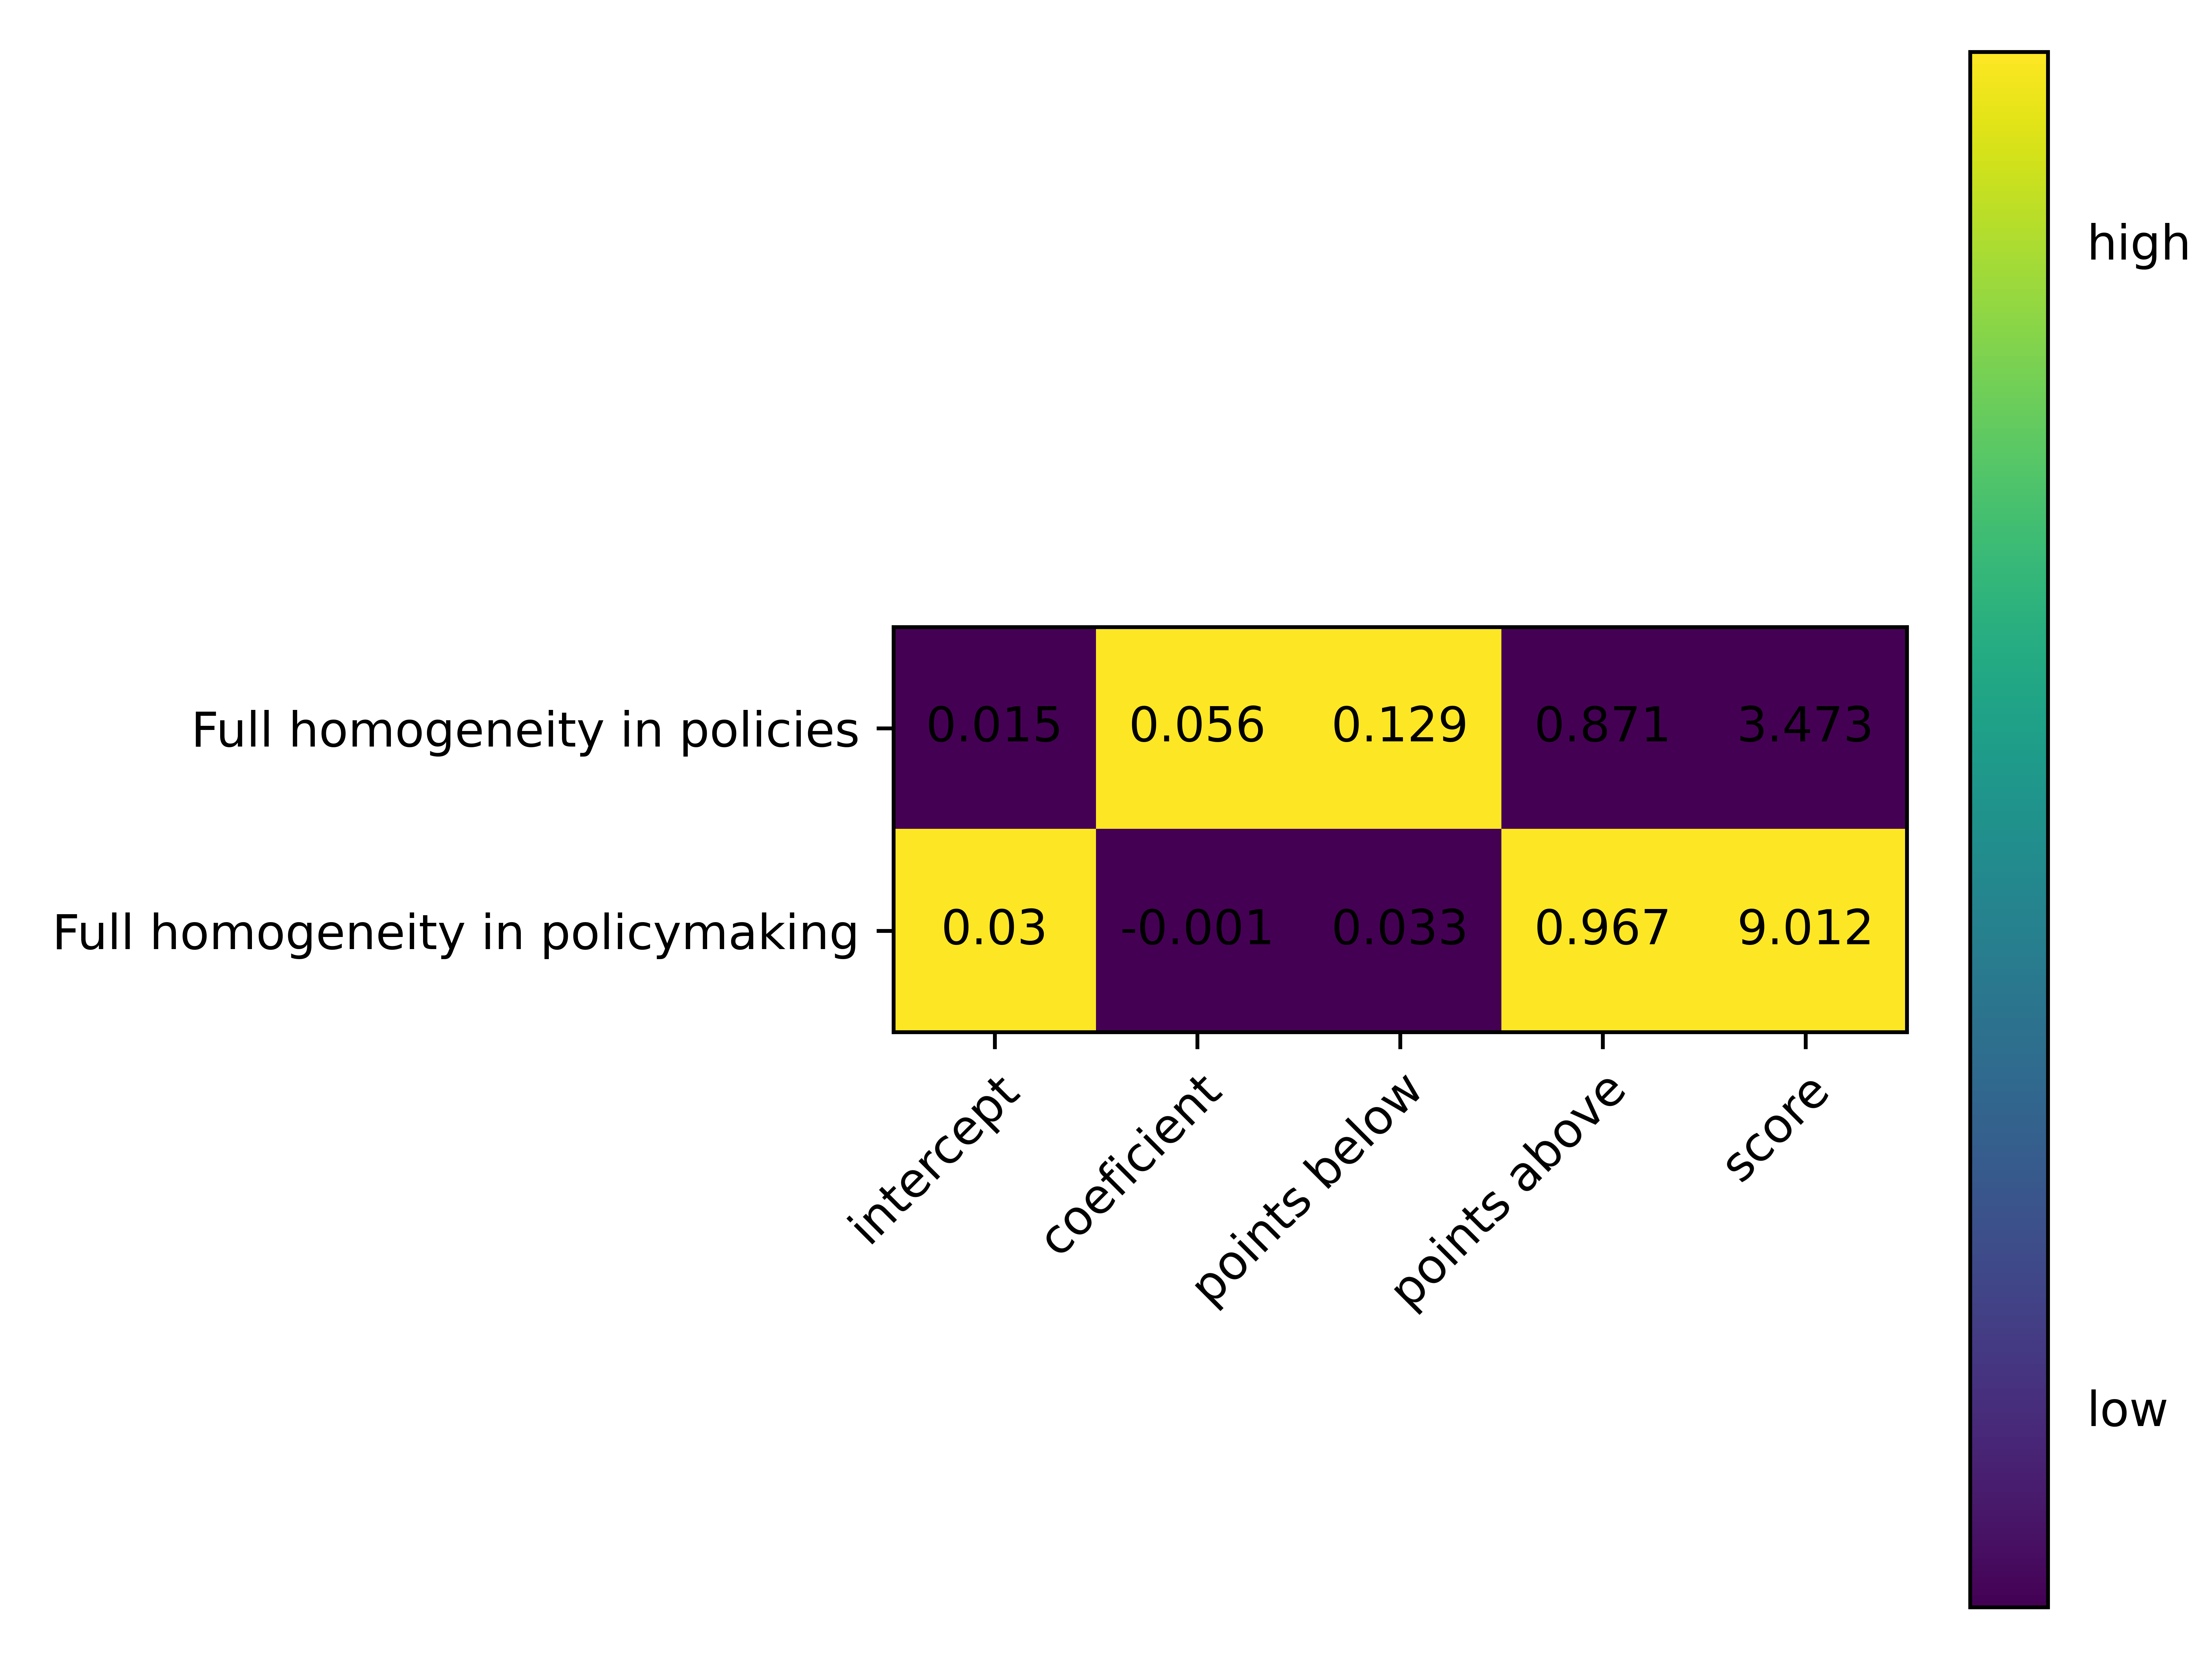 high
Full homogeneity in policies 0.015 0.056 0.129 0.871 3.473
Full homogeneity in policymaking 0.03 -0.001 0.033 0.967 9.012
intercept
coeficient
points below
points above
score
low